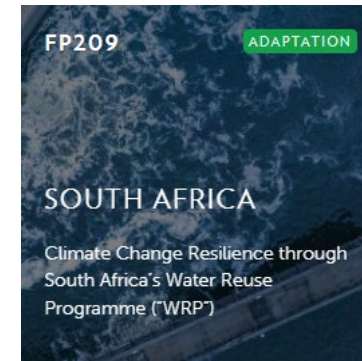 FP209
ADAPTATION
SOUTH AFRICA
Climate Change Resilience through
South Africa's Water Reuse
Programme ("WRP")